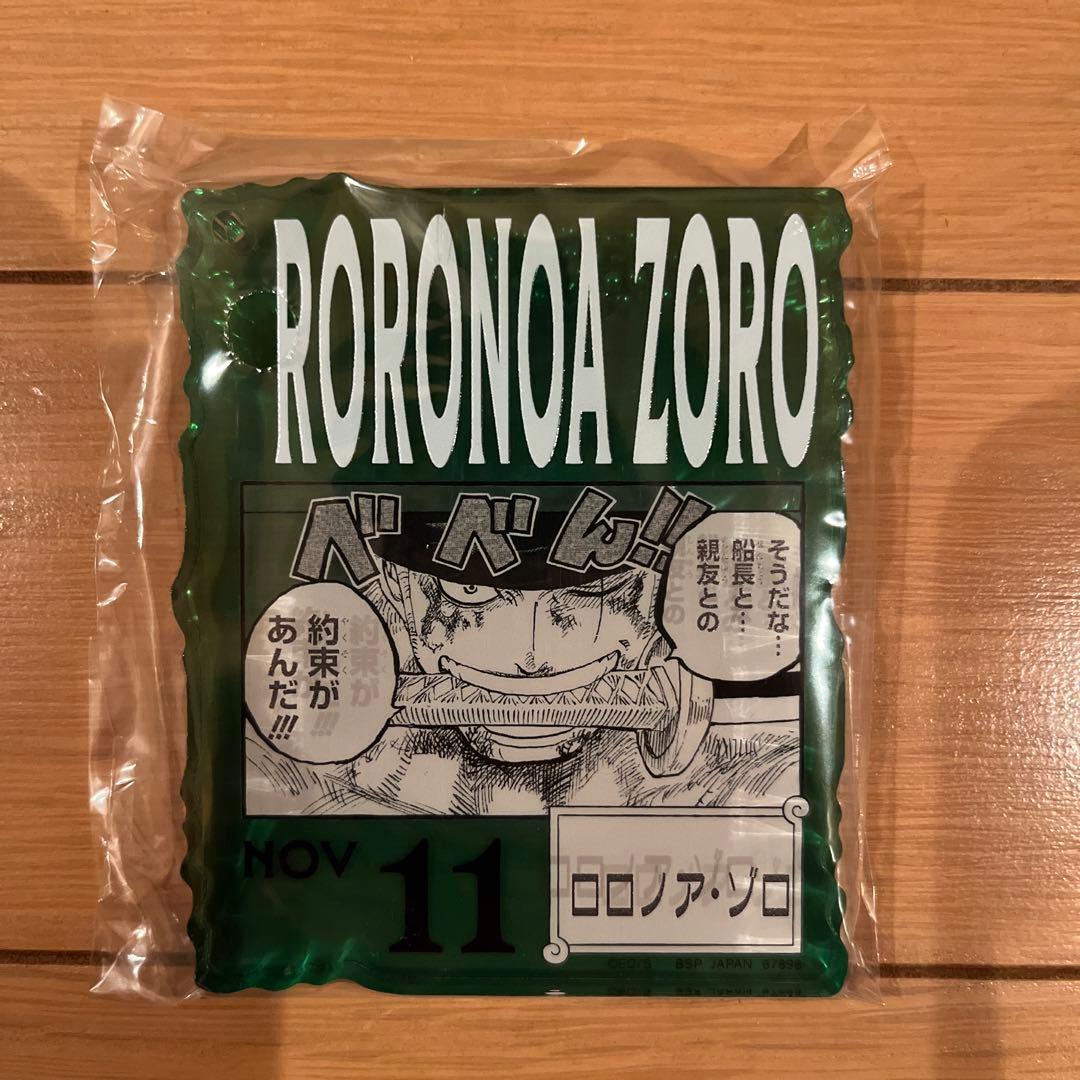 RORONOA ZORO
べべん!!
そうだな…
船長と…
親友との
約束が
あんだ!!!
NOV 11
ロロノア・ゾロ
BSP JAPAN 67898